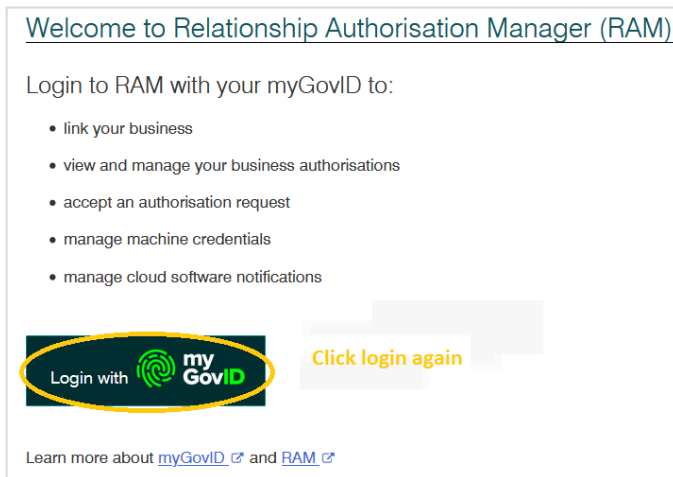 Welcome to Relationship Authorisation Manager (RAM)
Login to RAM with your myGovID to:
• link your business
• view and manage your business authorisations
• accept an authorisation request
• manage machine credentials
• manage cloud software notifications
Login with my GovID
Click login again
Learn more about myGovID and RAM